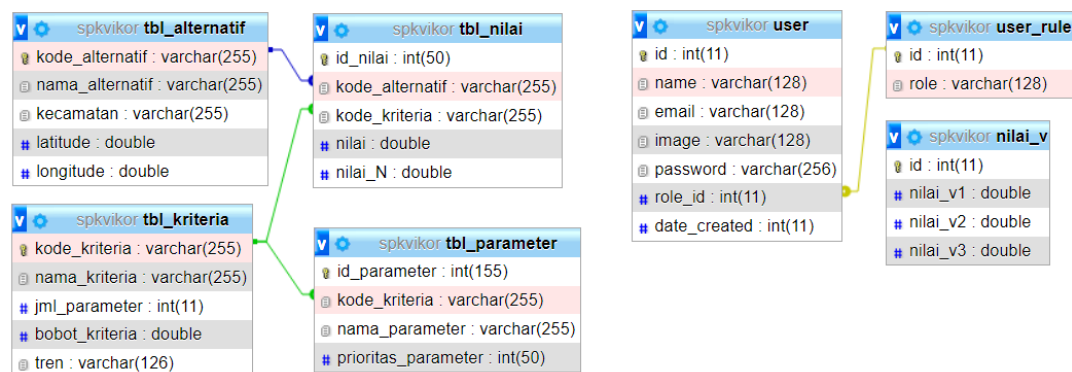 spkvikor tbl_alternatif
kode_alternatif : varchar(255)
nama_alternatif : varchar(255)
kecamatan : varchar(255)
latitude : double
longitude : double
spkvikor tbl_nilai
id_nilai : int(50)
kode_alternatif : varchar(255)
kode_kriteria : varchar(255)
nilai : double
nilai_N : double
spkvikor tbl_kriteria
kode_kriteria : varchar(255)
nama_kriteria : varchar(255)
jml_parameter : int(11)
bobot_kriteria : double
tren : varchar(126)
spkvikor tbl_parameter
id_parameter : int(155)
kode_kriteria : varchar(255)
nama_parameter : varchar(255)
prioritas_parameter : int(50)
spkvikor user
id : int(11)
name : varchar(128)
email : varchar(128)
image : varchar(128)
password : varchar(256)
role_id : int(11)
date_created : int(11)
spkvikor user_rule
id : int(11)
role : varchar(128)
spkvikor nilai_v
id : int(11)
nilai_v1 : double
nilai_v2 : double
nilai_v3 : double